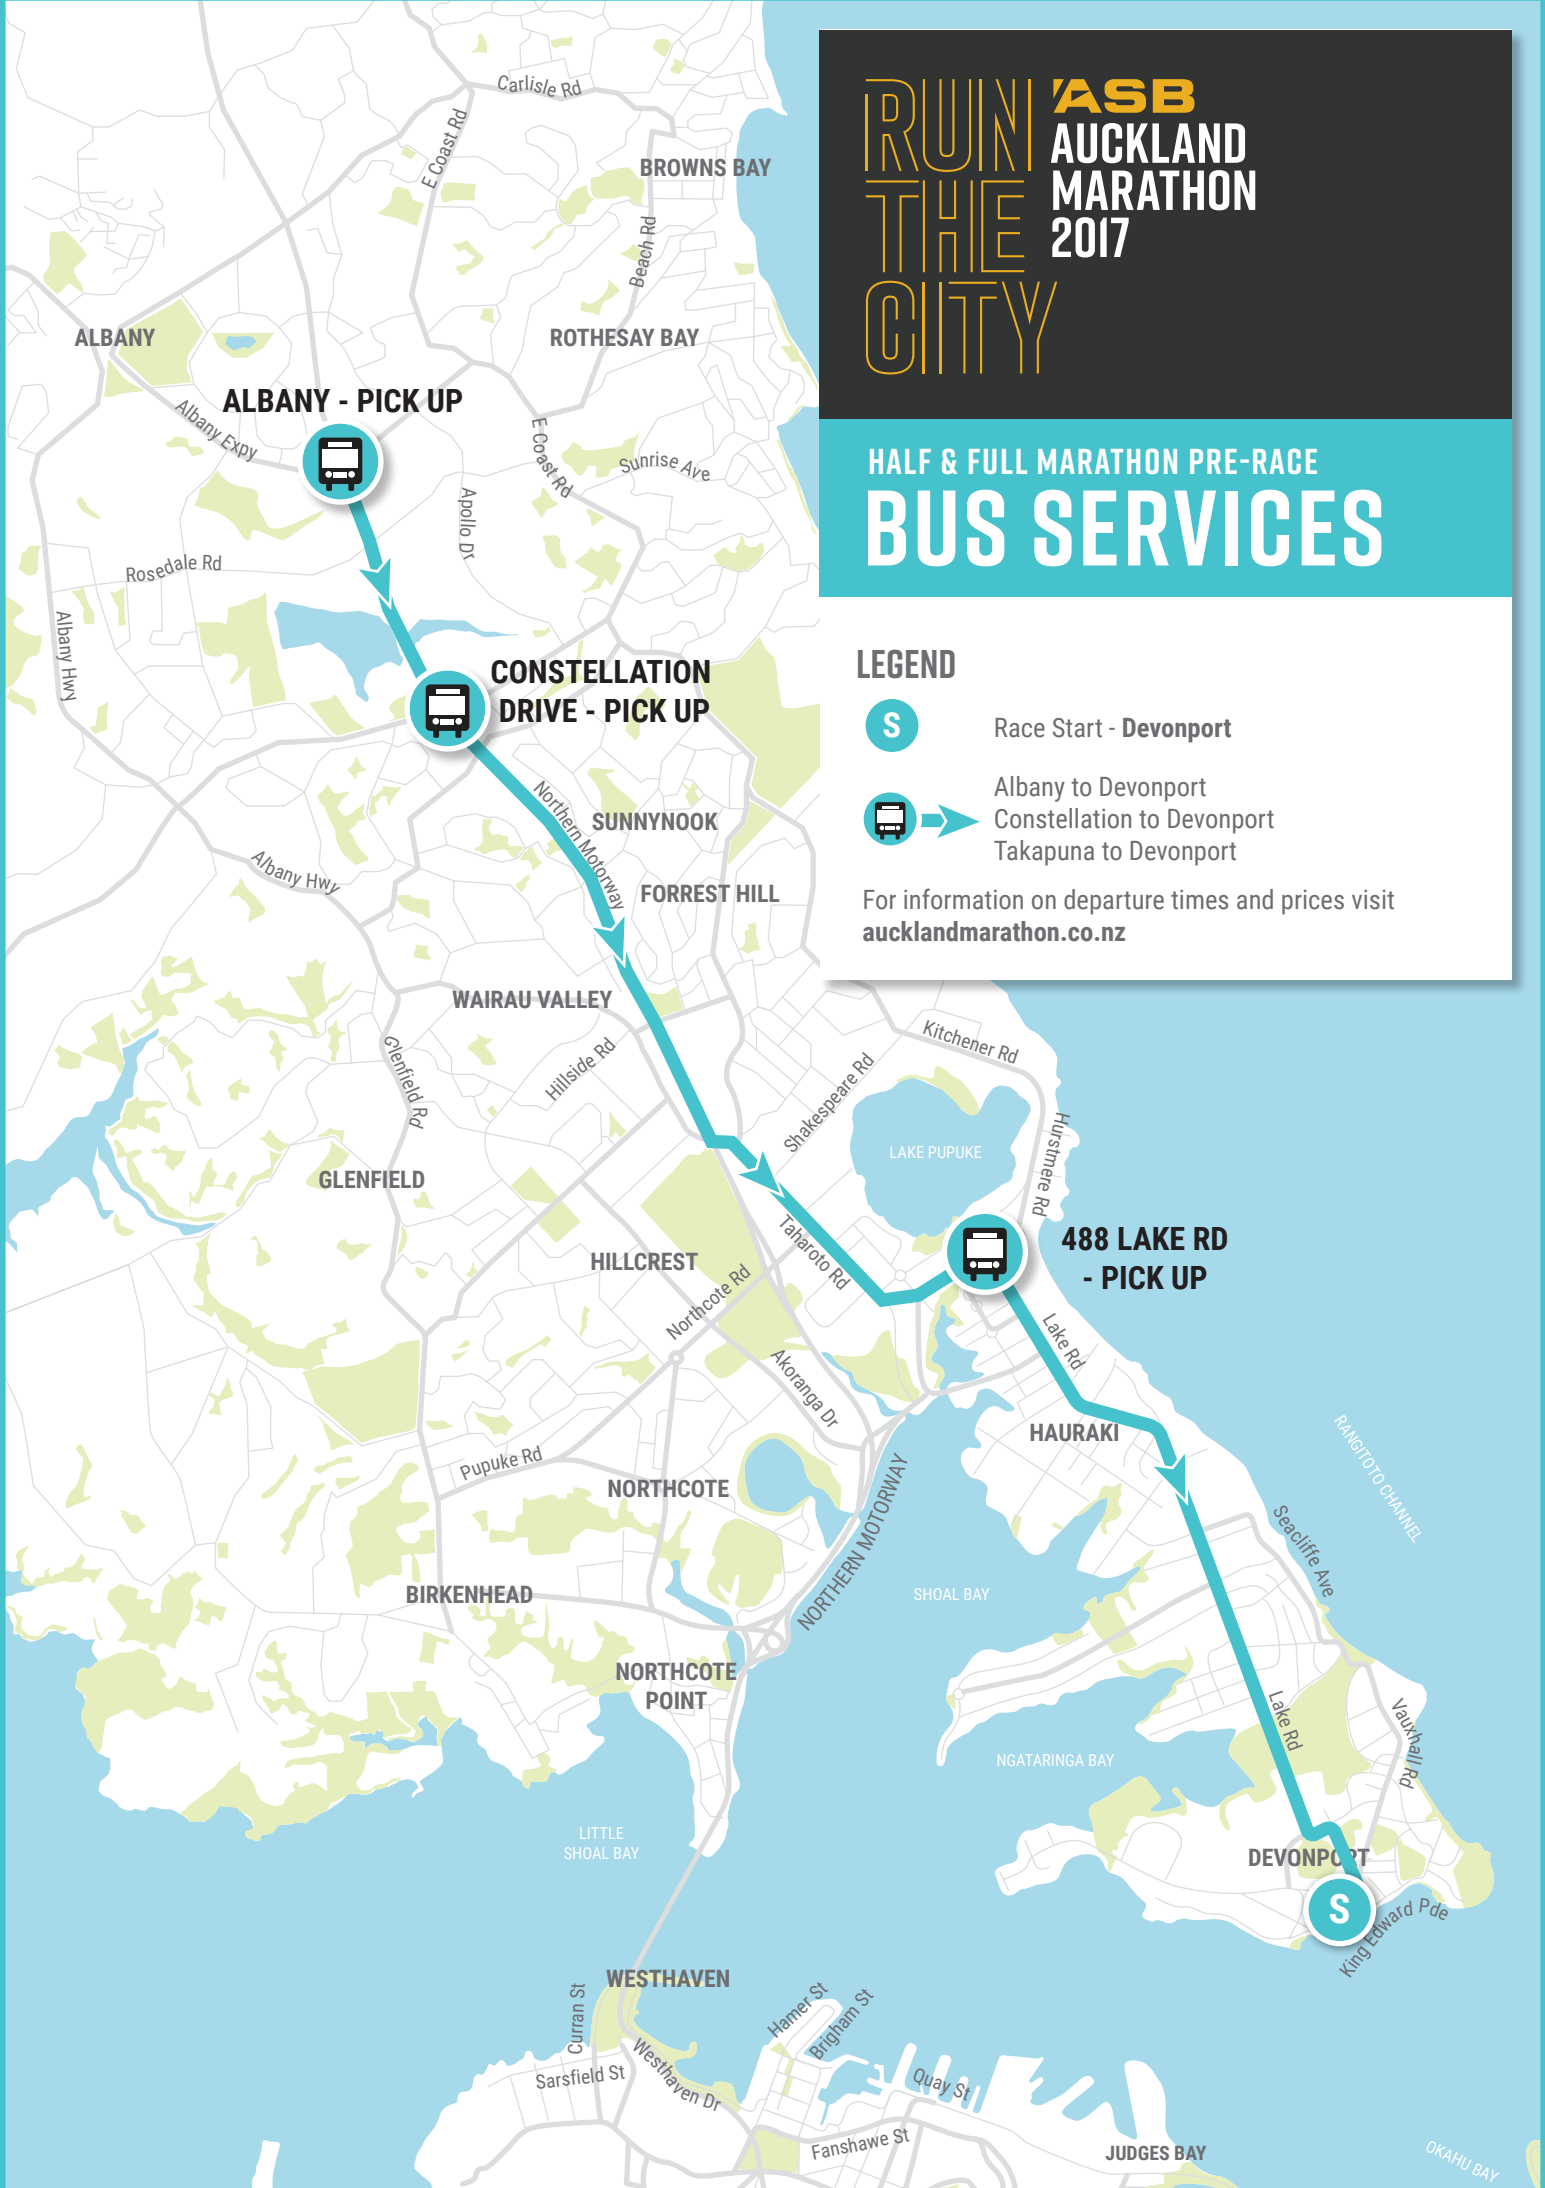 RUN
THE
CITY
ASB
AUCKLAND
MARATHON
2017
HALF & FULL MARATHON PRE-RACE
BUS SERVICES
LEGEND
S
Race Start - Devonport
Albany to Devonport
Constellation to Devonport
Takapuna to Devonport
For information on departure times and prices visit
aucklandmarathon.co.nz
Carlisle Rd
E Coast Rd
BROWNS BAY
Beach Rd
ALBANY
ROTHESAY BAY
ALBANY - PICK UP
Albany Expy
E Coast Rd
Sunrise Ave
Apollo Dr
Rosedale Rd
Albany Hwy
CONSTELLATION
DRIVE - PICK UP
Northern Motorway
SUNNYNOOK
Albany Hwy
FORREST HILL
WAIRAU VALLEY
Glenfield Rd
Hillside Rd
Kitchener Rd
Shakespeare Rd
Hurstmere Rd
LAKE PUPUKE
GLENFIELD
HILLCREST
Taharoto Rd
488 LAKE RD
- PICK UP
Northcote Rd
Lake Rd
Akoranga Dr
HAURAKI
RANGITOTO CHANNEL
Pupuke Rd
NORTHCOTE
NORTHERN MOTORWAY
Seacliffe Ave
BIRKENHEAD
SHOAL BAY
NORTHCOTE
POINT
Lake Rd
Vauxhall Rd
NGATARINGA BAY
LITTLE
SHOAL BAY
DEVONPORT
S
King Edward Pde
WESTHAVEN
Curran St
Hamer St
Brigham St
Westhaven Dr
Sarsfield St
Quay St
Fanshawe St
JUDGES BAY
OKAHU BAY